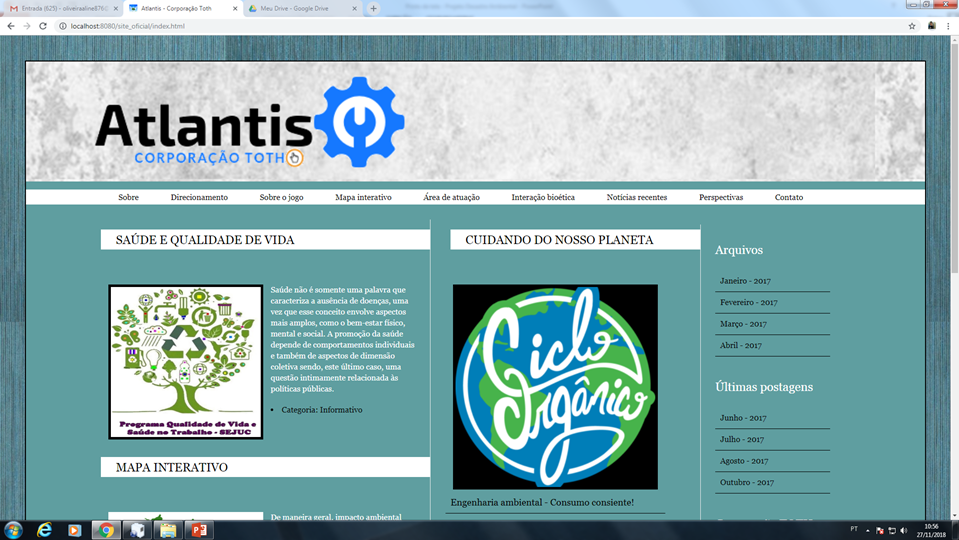 Entrada (625) - oliveiraaline876@
Atlantis - Corporação Toth
Meu Drive - Google Drive
localhost:8080/site_oficial/index.html
Atlantis
CORPORAÇÃO TOTH
Sobre
Direcionamento
Sobre o jogo
Mapa interativo
Área de atuação
Interação bioética
Notícias recentes
Perspectivas
Contato
SAÚDE E QUALIDADE DE VIDA
Saúde não é somente uma palavra que
caracteriza a ausência de doenças, uma
vez que esse conceito envolve aspectos
mais amplos, como o bem-estar físico,
mental e social. A promoção da saúde
depende de comportamentos individuais
e também de aspectos de dimensão
coletiva sendo, este último caso, uma
questão intimamente relacionada às
políticas públicas.
Categoria: Informativo
Programa Qualidade de Vida e
Saúde no Trabalho - SEJUC
MAPA INTERATIVO
De maneira geral, impacto ambiental
CUIDANDO DO NOSSO PLANETA
Ciclo
Orgânico
Engenharia ambiental - Consumo consiente!
Arquivos
Janeiro - 2017
Fevereiro - 2017
Março - 2017
Abril - 2017
Últimas postagens
Junho - 2017
Julho - 2017
Agosto - 2017
Outubro - 2017
PT
10:56
27/11/2018